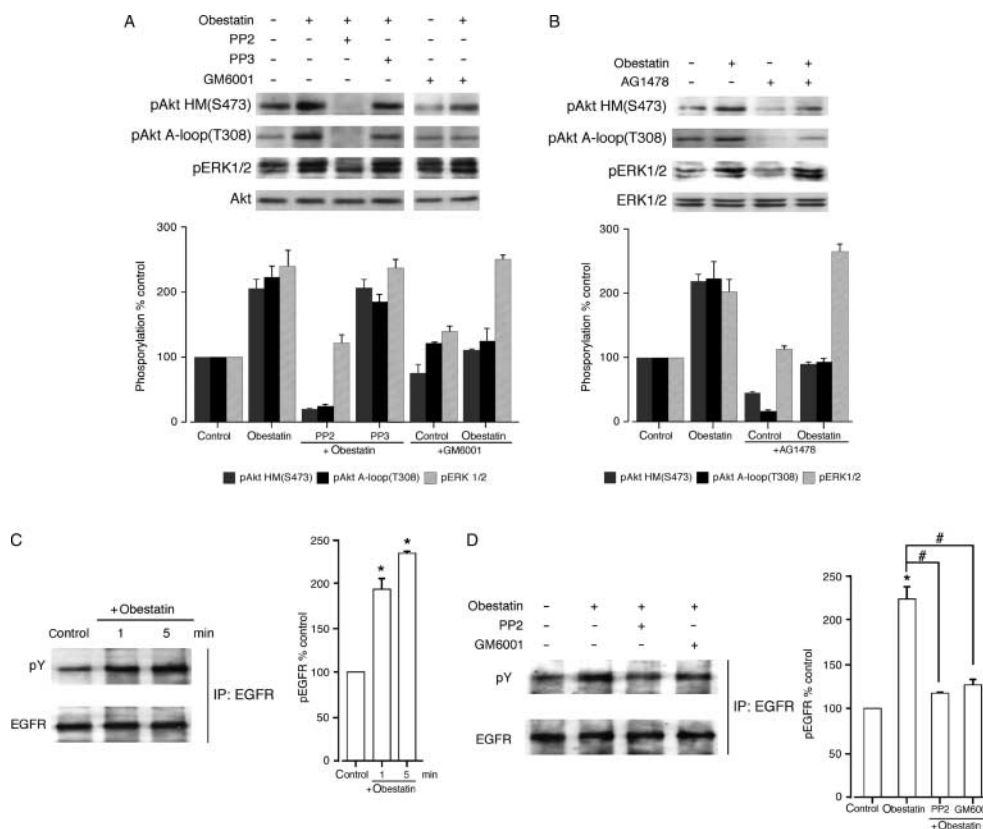 A
Obestatin - + + + - +
PP2 +
PP3 +
GM6001 + +
pAkt HM(S473)
pAkt A-loop(T308)
pERK1/2
Akt
300
200
100
0
Phosporylation % control
Control Obestatin PP2 PP3 Control Obestatin
+ Obestatin +GM6001
pAkt HM(S473) pAkt A-loop(T308) pERK 1/2
B
Obestatin - + - +
AG1478 - - + +
pAkt HM(S473)
pAkt A-loop(T308)
pERK1/2
ERK1/2
300
200
100
0
Phosporylation % control
Control Obestatin Control Obestatin
+AG1478
pAkt HM(S473) pAkt A-loop(T308) pERK1/2
C
+Obestatin
Control 1 5 min
pY
EGFR
IP: EGFR
250
200
150
100
50
0
pEGFR % control
* *
Control 1 5 min
+Obestatin
D
Obestatin - + + +
PP2 - - +
GM6001 - - +
pY
EGFR
IP: EGFR
250
200
150
100
50
0
pEGFR % control
#
#
*
Control Obestatin PP2 GM600
+Obestatin